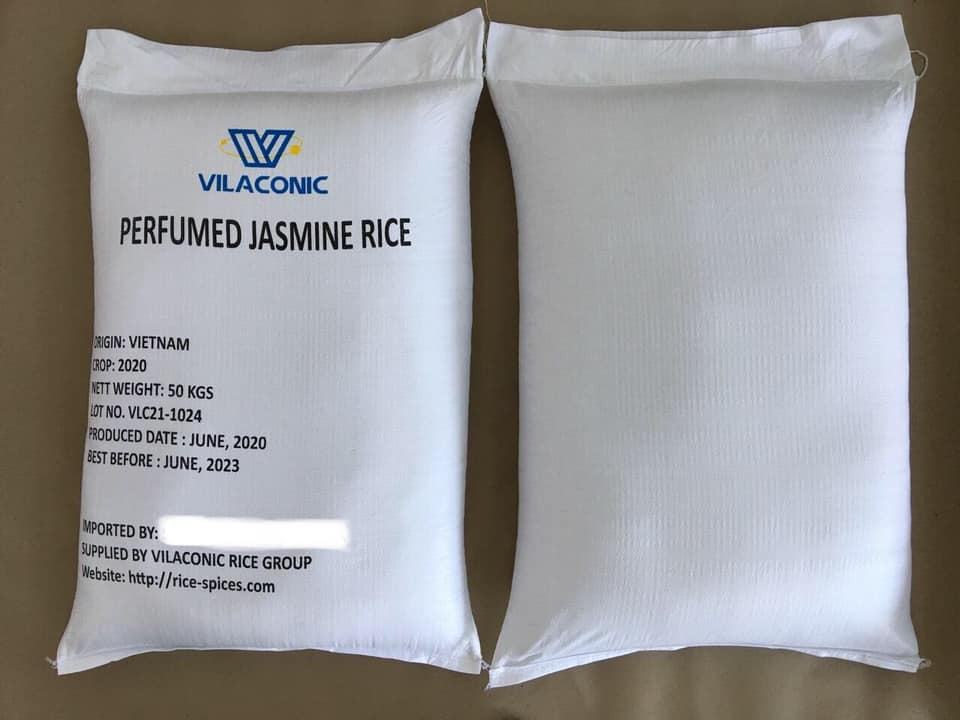 VILACONIC
PERFUMED JASMINE RICE
ORIGIN: VIETNAM
CROP: 2020
NETT WEIGHT: 50 KGS
LOT NO. VLC21-1024
PRODUCED DATE : JUNE, 2020
BEST BEFORE : JUNE, 2023
IMPORTED BY:
SUPPLIED BY VILACONIC RICE GROUP
Website: http://rice-spices.com